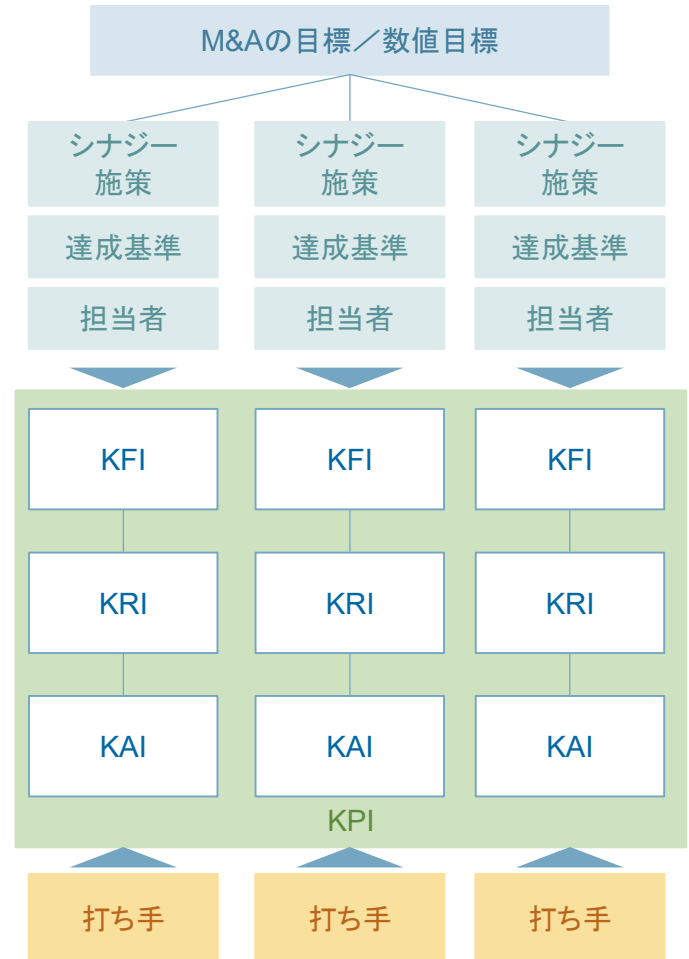 M&Aの目標／数値目標
シナジー
施策
シナジー
施策
シナジー
施策
達成基準
達成基準
達成基準
担当者
担当者
担当者
KFI
KFI
KFI
KRI
KRI
KRI
KAI
KAI
KAI
KPI
打ち手
打ち手
打ち手